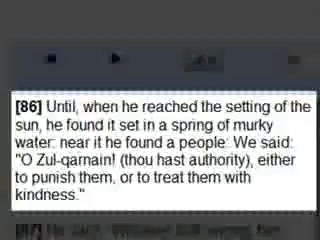 [86] Until, when he reached the setting of the
sun, he found it set in a spring of murky
water: near it he found a people: We said:
"O Zul-qarnain! (thou hast authority), either
to punish them, or to treat them with
kindness."